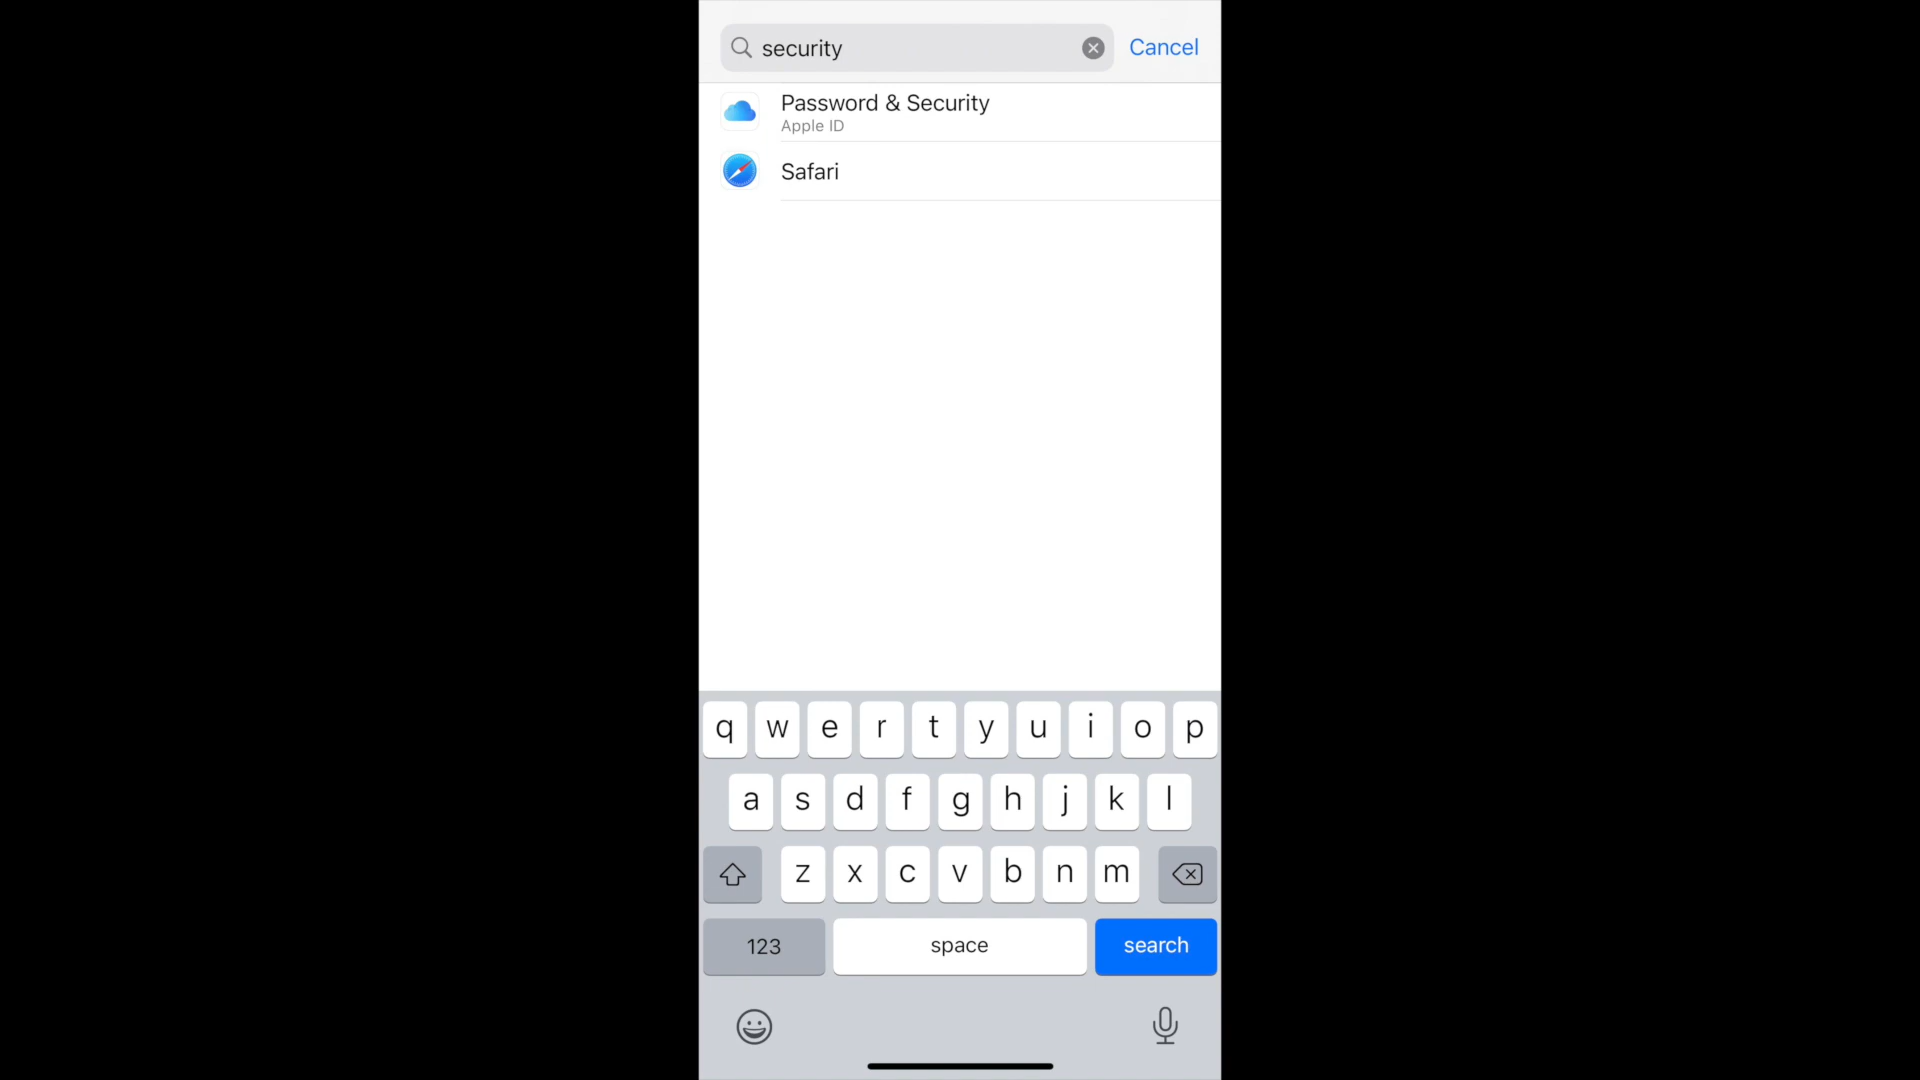 security
Cancel
Password & Security
Apple ID
Safari
q w e r t y u i o p
a s d f g h j k l
z x c v b n m
123 space search